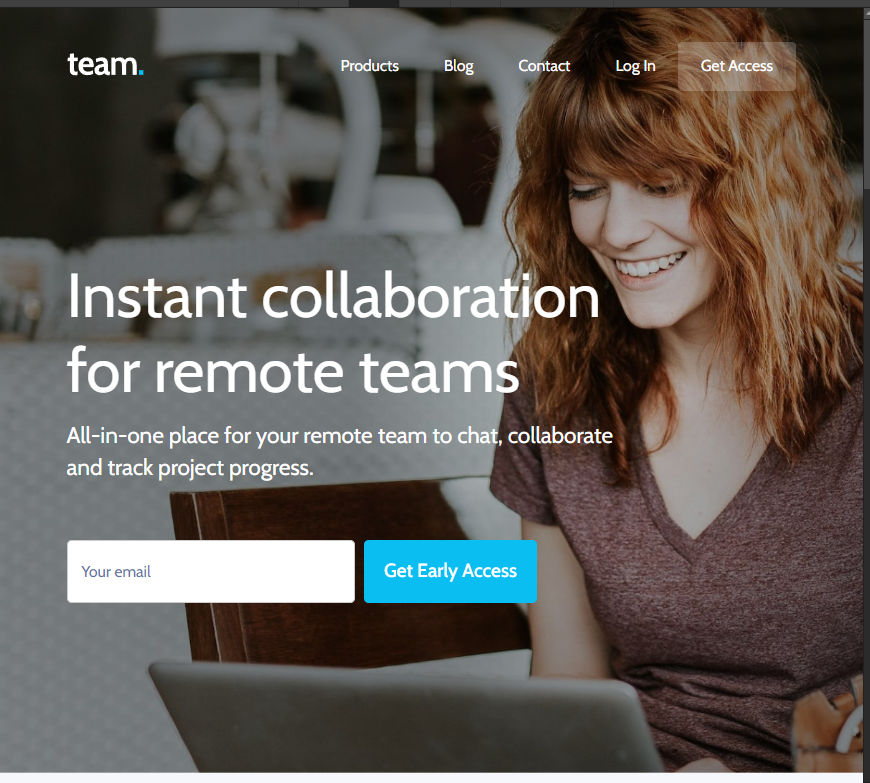 team.
Products Blog Contact Log In Get Access
Instant collaboration
for remote teams
All-in-one place for your remote team to chat, collaborate
and track project progress.
Your email Get Early Access